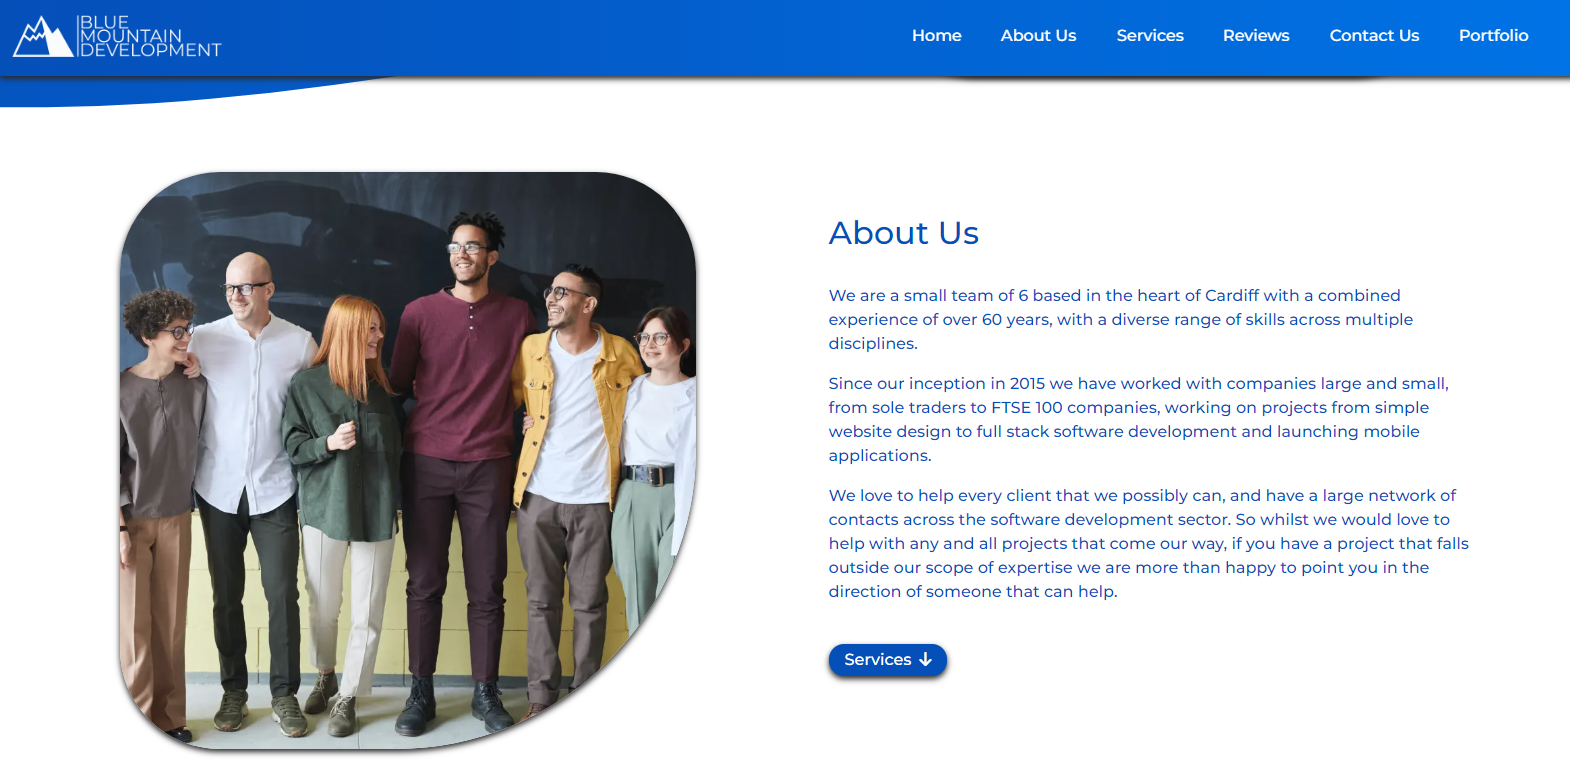 BLUE
MOUNTAIN
DEVELOPMENT
Home About Us Services Reviews Contact Us Portfolio
About Us
We are a small team of 6 based in the heart of Cardiff with a combined
experience of over 60 years, with a diverse range of skills across multiple
disciplines.
Since our inception in 2015 we have worked with companies large and small,
from sole traders to FTSE 100 companies, working on projects from simple
website design to full stack software development and launching mobile
applications.
We love to help every client that we possibly can, and have a large network of
contacts across the software development sector. So whilst we would love to
help with any and all projects that come our way, if you have a project that falls
outside our scope of expertise we are more than happy to point you in the
direction of someone that can help.
Services